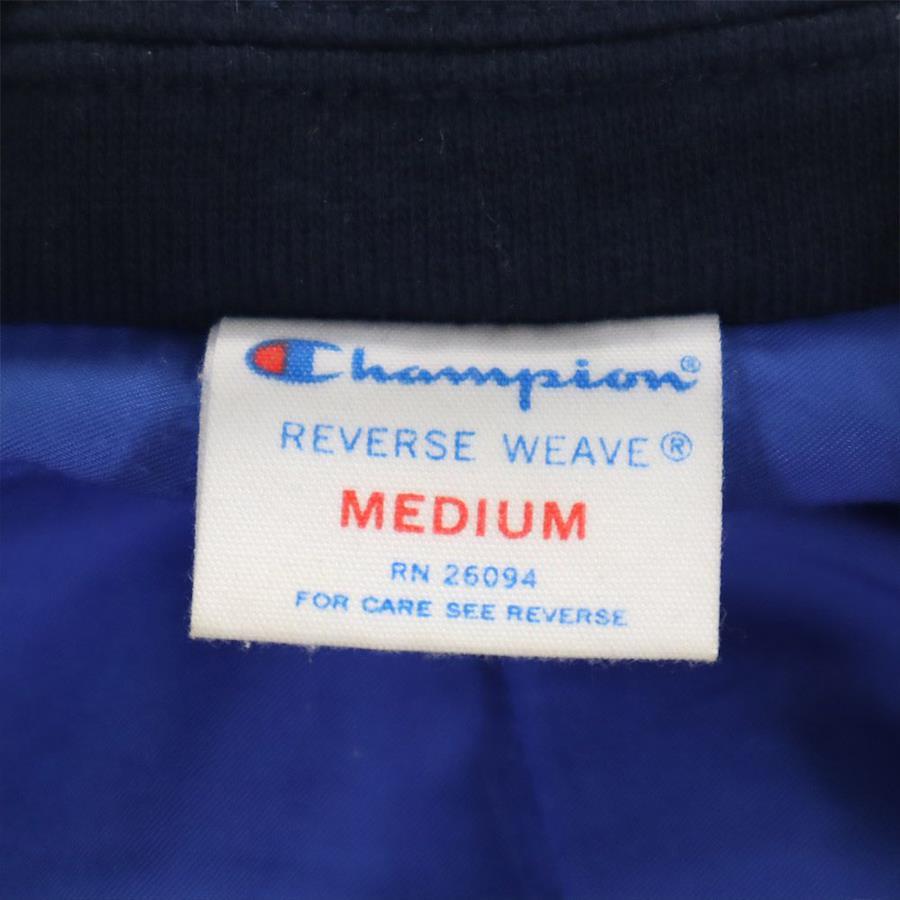 Champion®
REVERSE WEAVE®
MEDIUM
RN 26094
FOR CARE SEE REVERSE